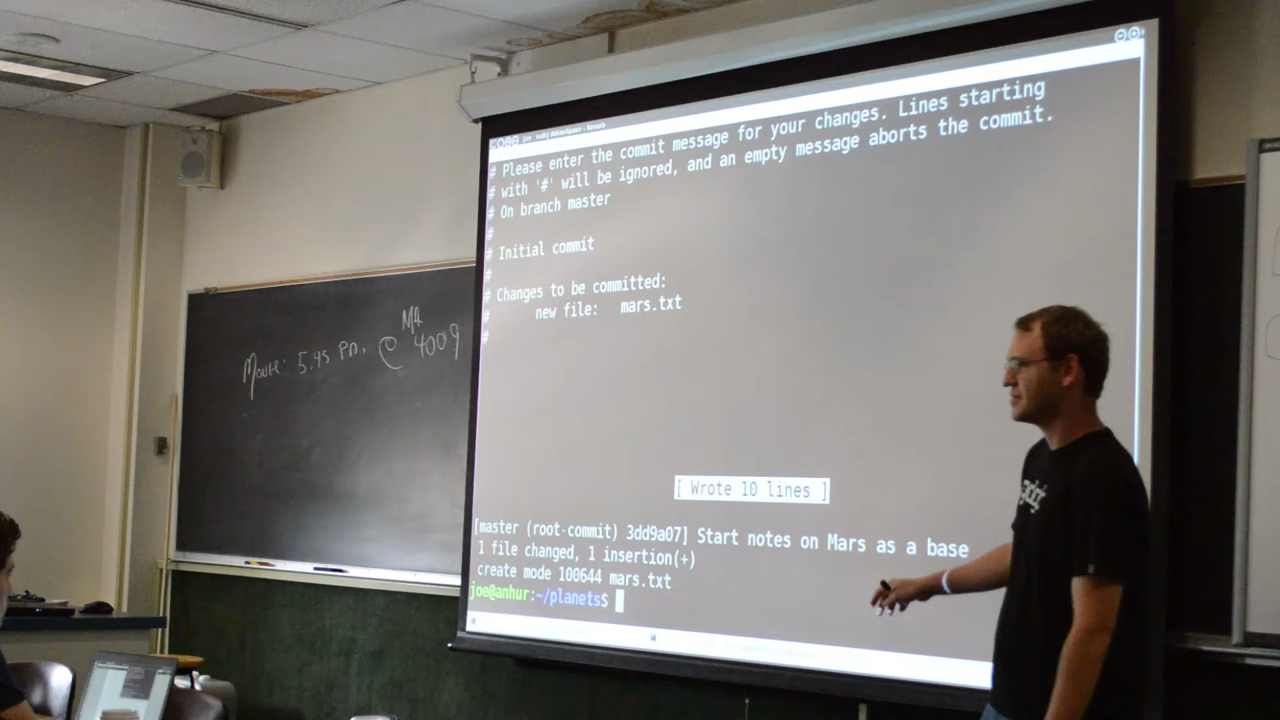 # Please enter the commit message for your changes. Lines starting
# with '#' will be ignored, and an empty message aborts the commit.
# On branch master
#
# Initial commit
#
# Changes to be committed:
#       new file:   mars.txt
#
[ Wrote 10 lines ]
[master (root-commit) 3dd9a07] Start notes on Mars as a base
1 file changed, 1 insertion(+)
create mode 100644 mars.txt
joe@anhur:~/planets$
5.45 PM. @ MA 4009